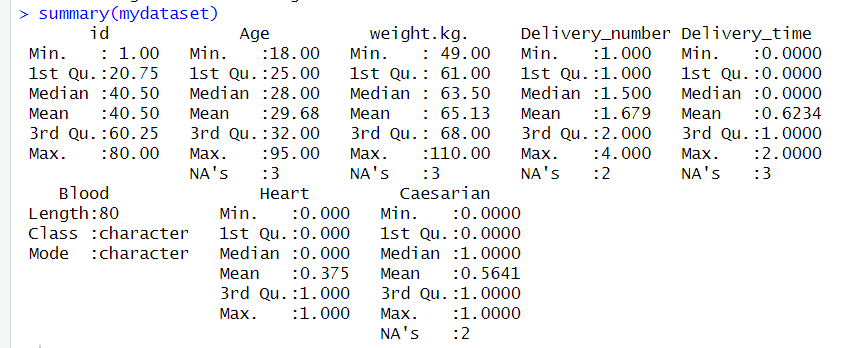 > summary(mydataset)
       id             Age          weight.kg.     Delivery_number Delivery_time
 Min.   : 1.00   Min.   :18.00   Min.   : 49.00   Min.   :1.000   Min.   :0.0000
 1st Qu.:20.75   1st Qu.:25.00   1st Qu.: 61.00   1st Qu.:1.000   1st Qu.:0.0000
 Median :40.50   Median :28.00   Median : 63.50   Median :1.500   Median :0.0000
 Mean   :40.50   Mean   :29.68   Mean   : 65.13   Mean   :1.679   Mean   :0.6234
 3rd Qu.:60.25   3rd Qu.:32.00   3rd Qu.: 68.00   3rd Qu.:2.000   3rd Qu.:1.0000
 Max.   :80.00   Max.   :95.00   Max.   :110.00   Max.   :4.000   Max.   :2.0000
                 NA's   :3       NA's   :3        NA's   :2       NA's   :3
    Blood               Heart         Caesarian
 Length:80          Min.   :0.000   Min.   :0.0000
 Class :character   1st Qu.:0.000   1st Qu.:0.0000
 Mode  :character   Median :0.000   Median :1.0000
                    Mean   :0.375   Mean   :0.5641
                    3rd Qu.:1.000   3rd Qu.:1.0000
                    Max.   :1.000   Max.   :1.0000
                                    NA's   :2